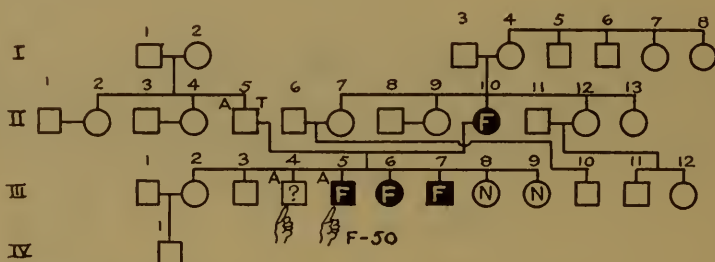 3 4 5 6 7 8
1 2
I
1 2 3 4 5 6 7 8 9 10 11 12 13
A T
II
F
1 2 3 4 5 6 7 8 9 10 11 12
A A
III
? F F F N N
F-50
1
IV